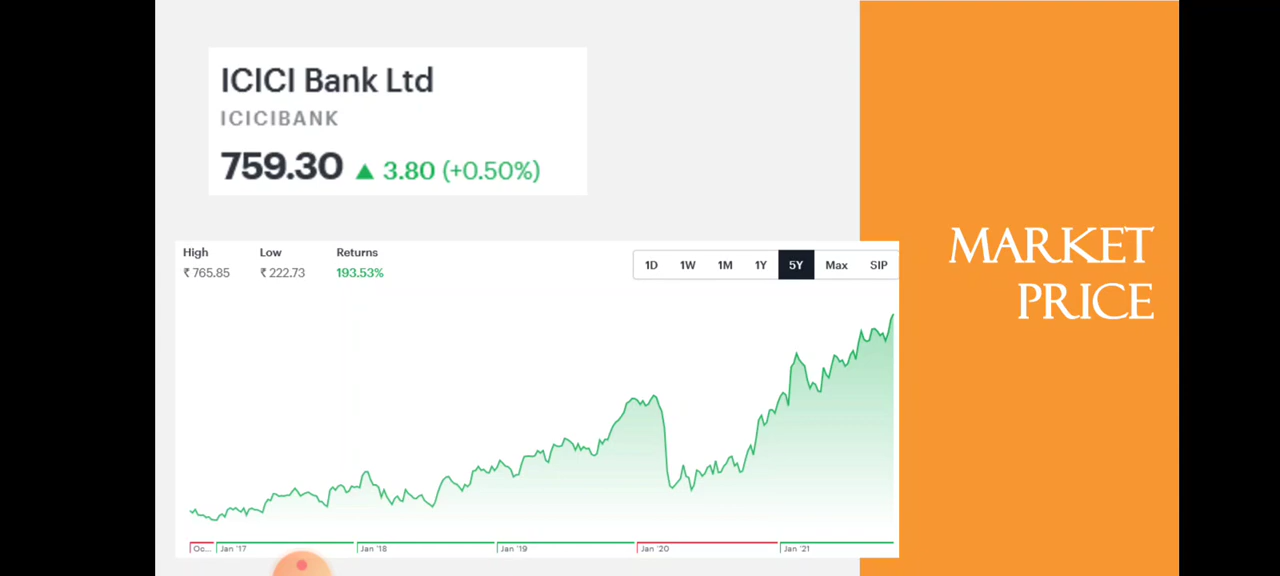 ICICI Bank Ltd
ICICIBANK
759.30 ▲ 3.80 (+0.50%)
High Low Returns
₹ 765.85 ₹ 222.73 193.53%
1D 1W 1M 1Y 5Y Max SIP
MARKET
PRICE
Oc... Jan '17 Jan '18 Jan '19 Jan '20 Jan '21